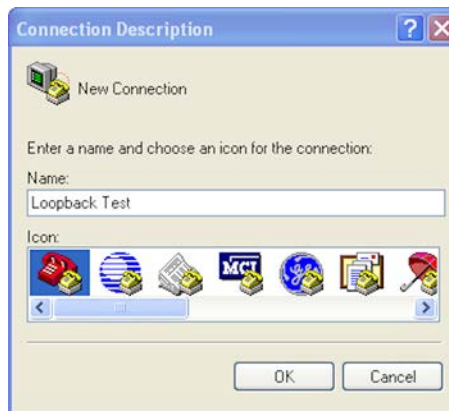 Connection Description
New Connection
Enter a name and choose an icon for the connection:
Name:
Loopback Test
Icon:
MCI
OK
Cancel